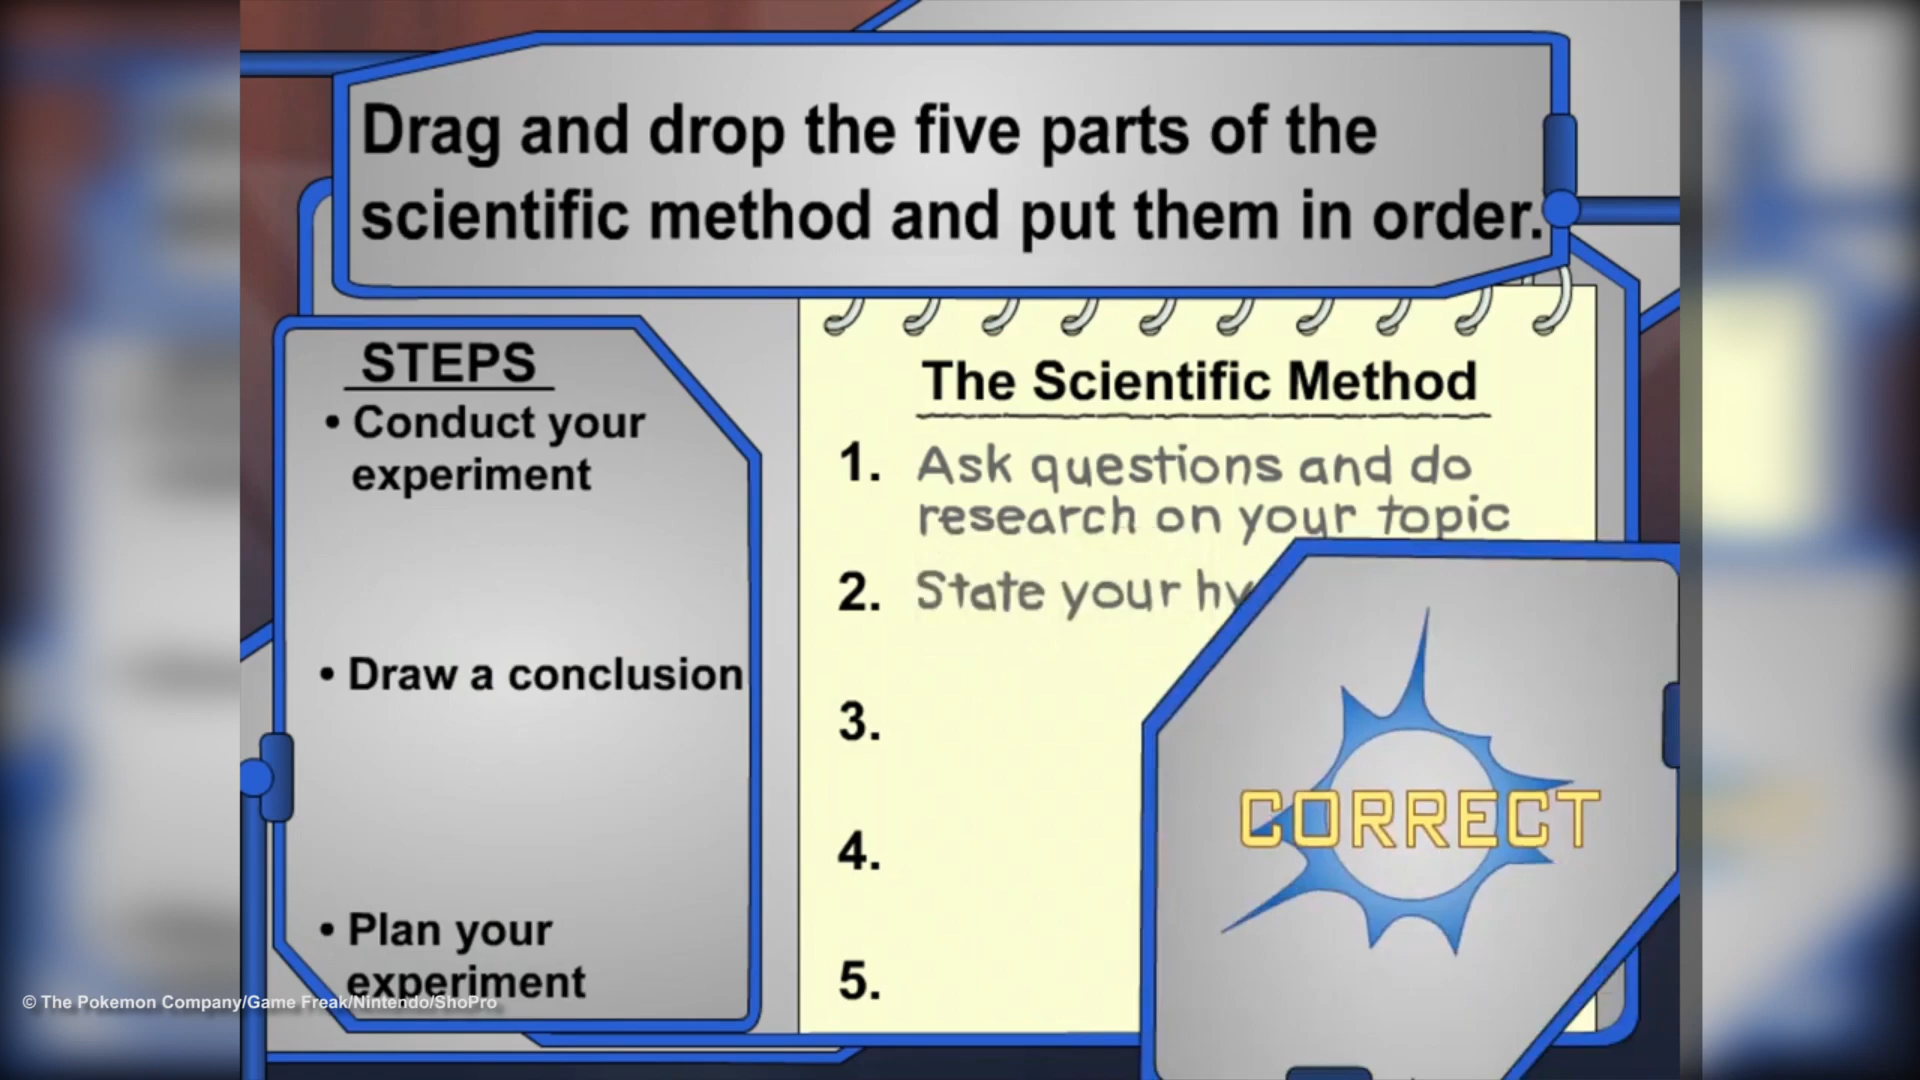 Drag and drop the five parts of the
scientific method and put them in order.
STEPS
• Conduct your
experiment
• Draw a conclusion
• Plan your
experiment
The Scientific Method
1. Ask questions and do
research on your topic
2. State your
3.
4.
5.
CORRECT
© The Pokemon Company/Game Freak/Nintendo/ShoPro